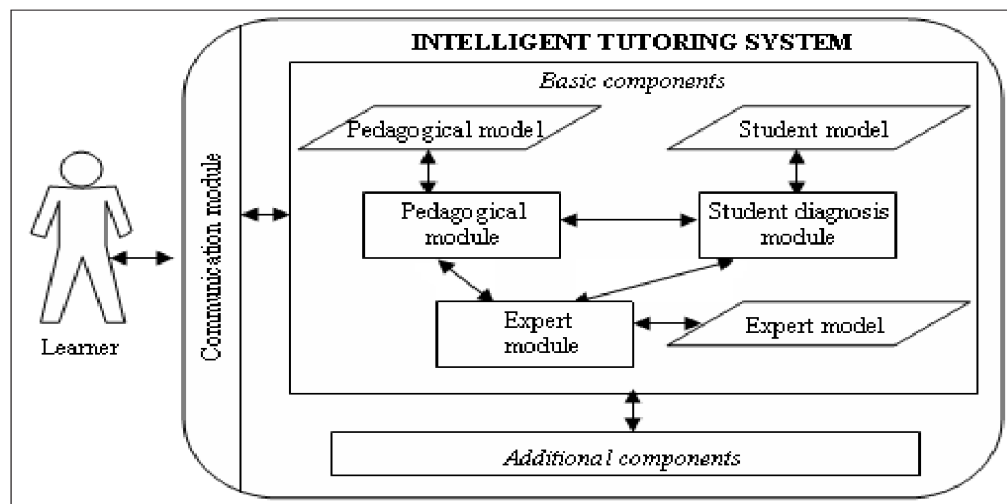 INTELLIGENT TUTORING SYSTEM
Basic components
Pedagogical model
Student model
Pedagogical
module
Student diagnosis
module
Expert
module
Expert model
Communication module
Learner
Additional components